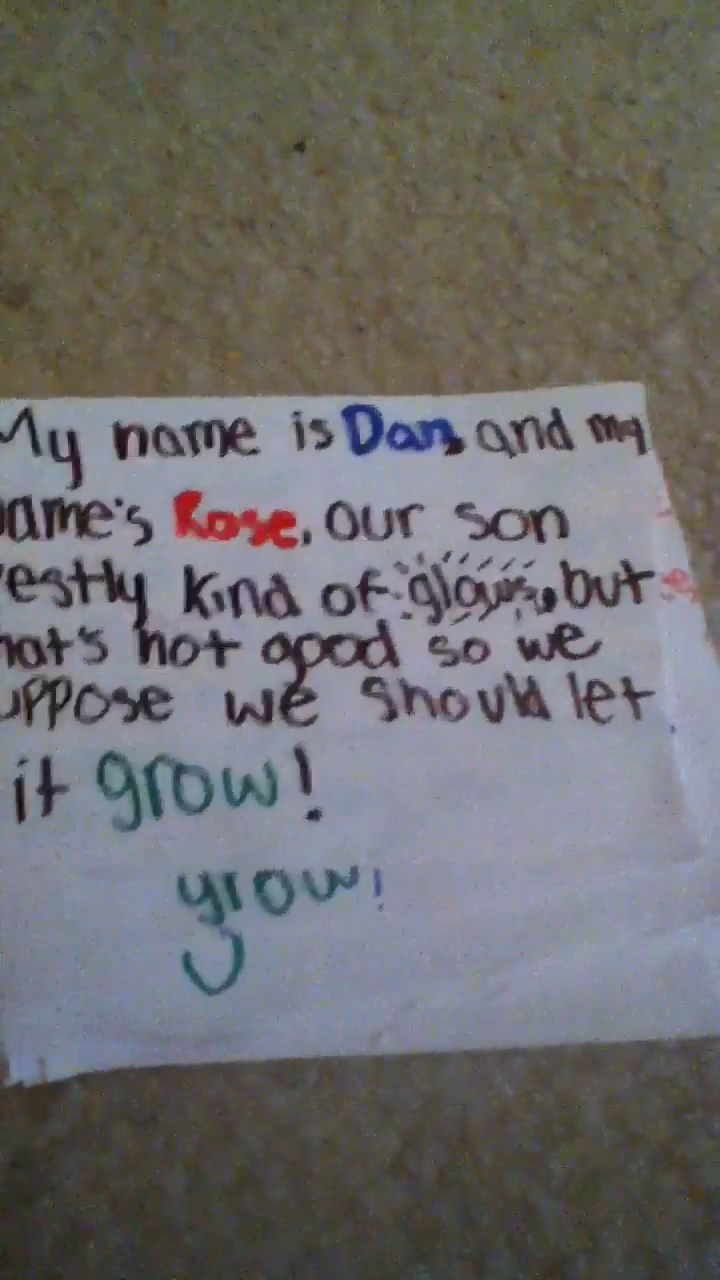 My name is Dan, and my
ame's Rose, our son
estly kind of glows, but
hat's not good so we
uppose we should let
it grow!
grow!